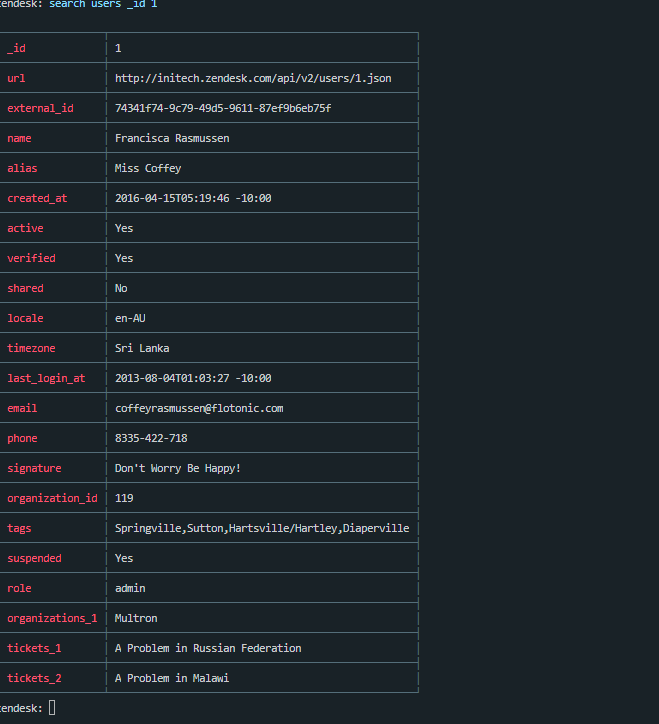 endesk: search users _id 1
_id 1
url http://initech.zendesk.com/api/v2/users/1.json
external_id 74341f74-9c79-49d5-9611-87ef9b6eb75f
name Francisca Rasmussen
alias Miss Coffey
created_at 2016-04-15T05:19:46 -10:00
active Yes
verified Yes
shared No
locale en-AU
timezone Sri Lanka
last_login_at 2013-08-04T01:03:27 -10:00
email coffeyrasmussen@flotonic.com
phone 8335-422-718
signature Don't Worry Be Happy!
organization_id 119
tags Springville,Sutton,Hartsville/Hartley,Diaperville
suspended Yes
role admin
organizations_1 Multron
tickets_1 A Problem in Russian Federation
tickets_2 A Problem in Malawi
endesk: